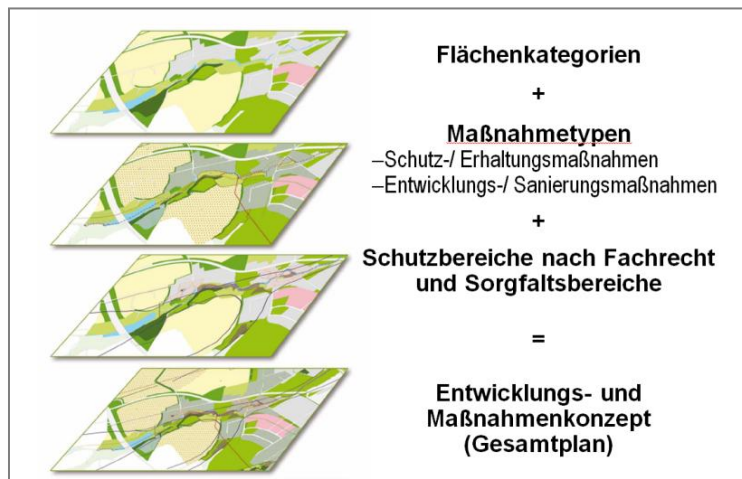 Flächenkategorien
+
Maßnahmetypen
–Schutz-/ Erhaltungsmaßnahmen
–Entwicklungs-/ Sanierungsmaßnahmen
+
Schutzbereiche nach Fachrecht
und Sorgfaltsbereiche
=
Entwicklungs- und
Maßnahmenkonzept
(Gesamtplan)